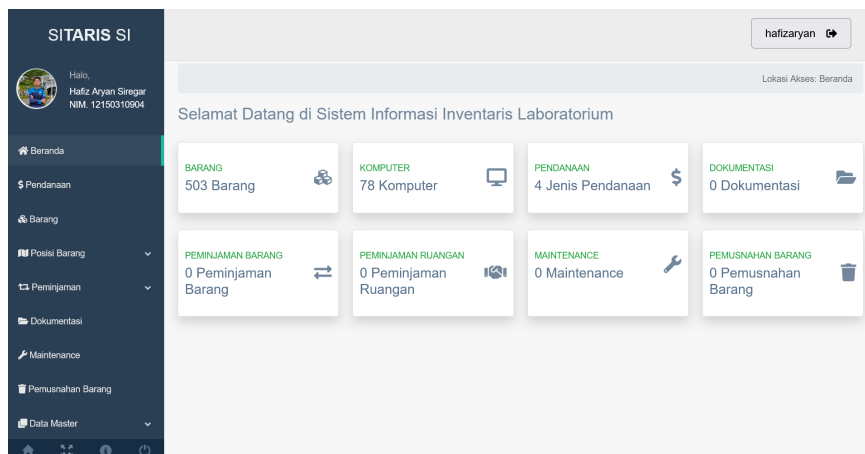 SITARIS SI
hafizaryan
Halo,
Hafiz Aryan Siregar
NIM. 12150310904
Lokasi Akses: Beranda
Selamat Datang di Sistem Informasi Inventaris Laboratorium
Beranda
Pendanaan
Barang
Posisi Barang
Peminjaman
Dokumentasi
Maintenance
Pemusnahan Barang
Data Master
BARANG
503 Barang
KOMPUTER
78 Komputer
PENDANAAN
4 Jenis Pendanaan
DOKUMENTASI
0 Dokumentasi
PEMINJAMAN BARANG
0 Peminjaman
Barang
PEMINJAMAN RUANGAN
0 Peminjaman
Ruangan
MAINTENANCE
0 Maintenance
PEMUSNAHAN BARANG
0 Pemusnahan
Barang